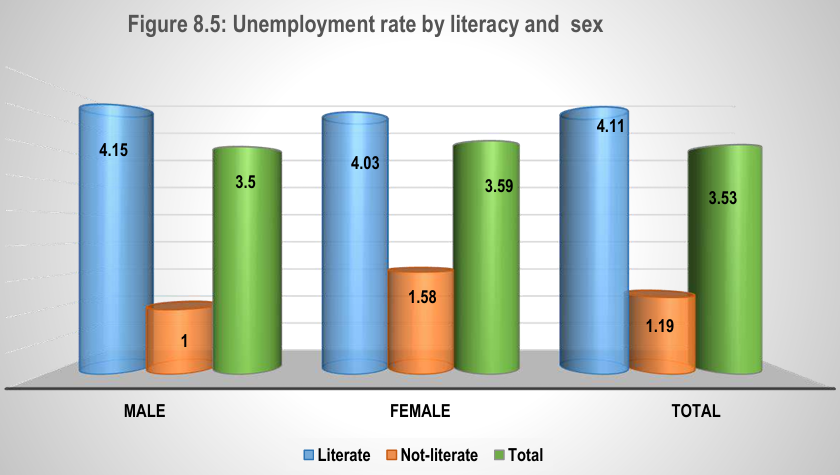 Figure 8.5: Unemployment rate by literacy and sex
4.15
1
3.5
4.03
1.58
3.59
4.11
1.19
3.53
MALE
FEMALE
TOTAL
Literate
Not-literate
Total